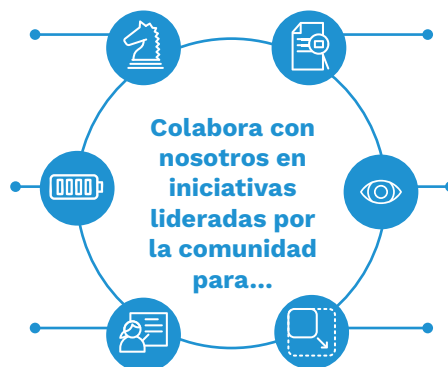 Colabora con
nosotros en
iniciativas
lideradas por
la comunidad
para...